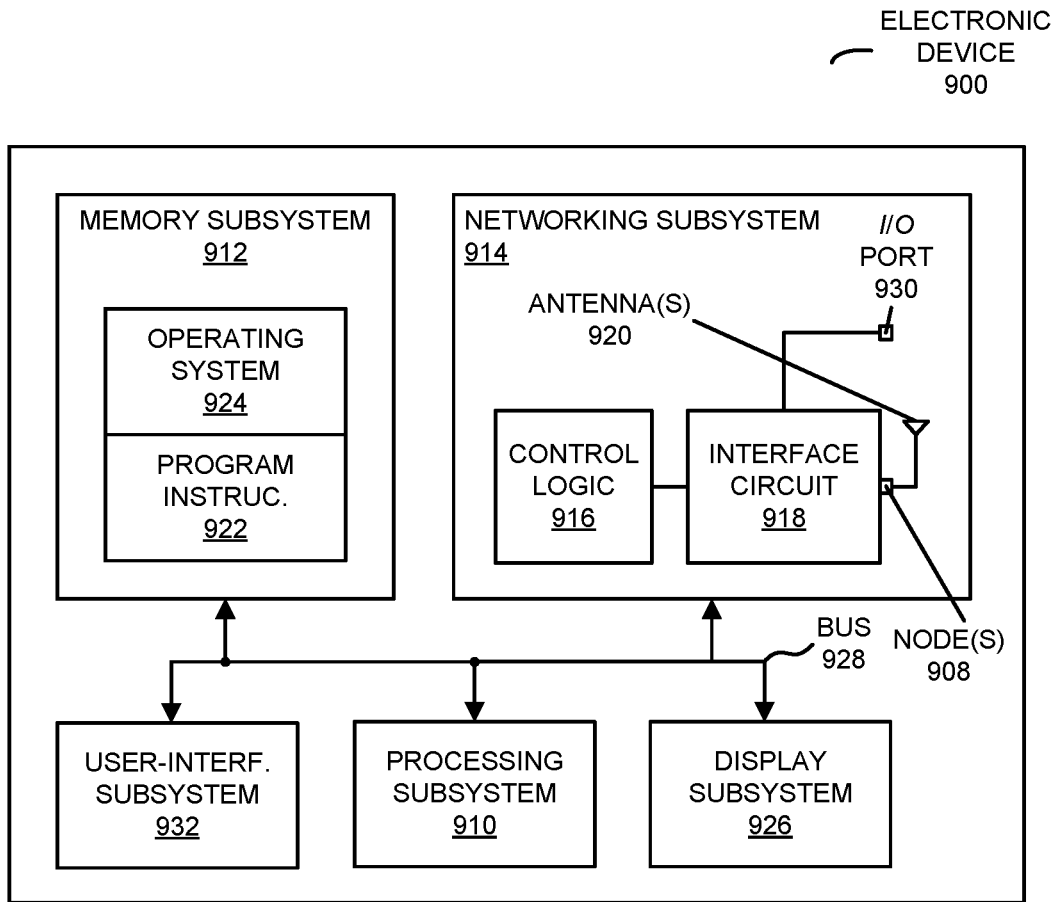 ELECTRONIC
DEVICE
900
MEMORY SUBSYSTEM
912
OPERATING
SYSTEM
924
PROGRAM
INSTRUC.
922
NETWORKING SUBSYSTEM
914
I/O
PORT
930
ANTENNA(S)
920
CONTROL
LOGIC
916
INTERFACE
CIRCUIT
918
BUS
928
NODE(S)
908
USER-INTERF.
SUBSYSTEM
932
PROCESSING
SUBSYSTEM
910
DISPLAY
SUBSYSTEM
926